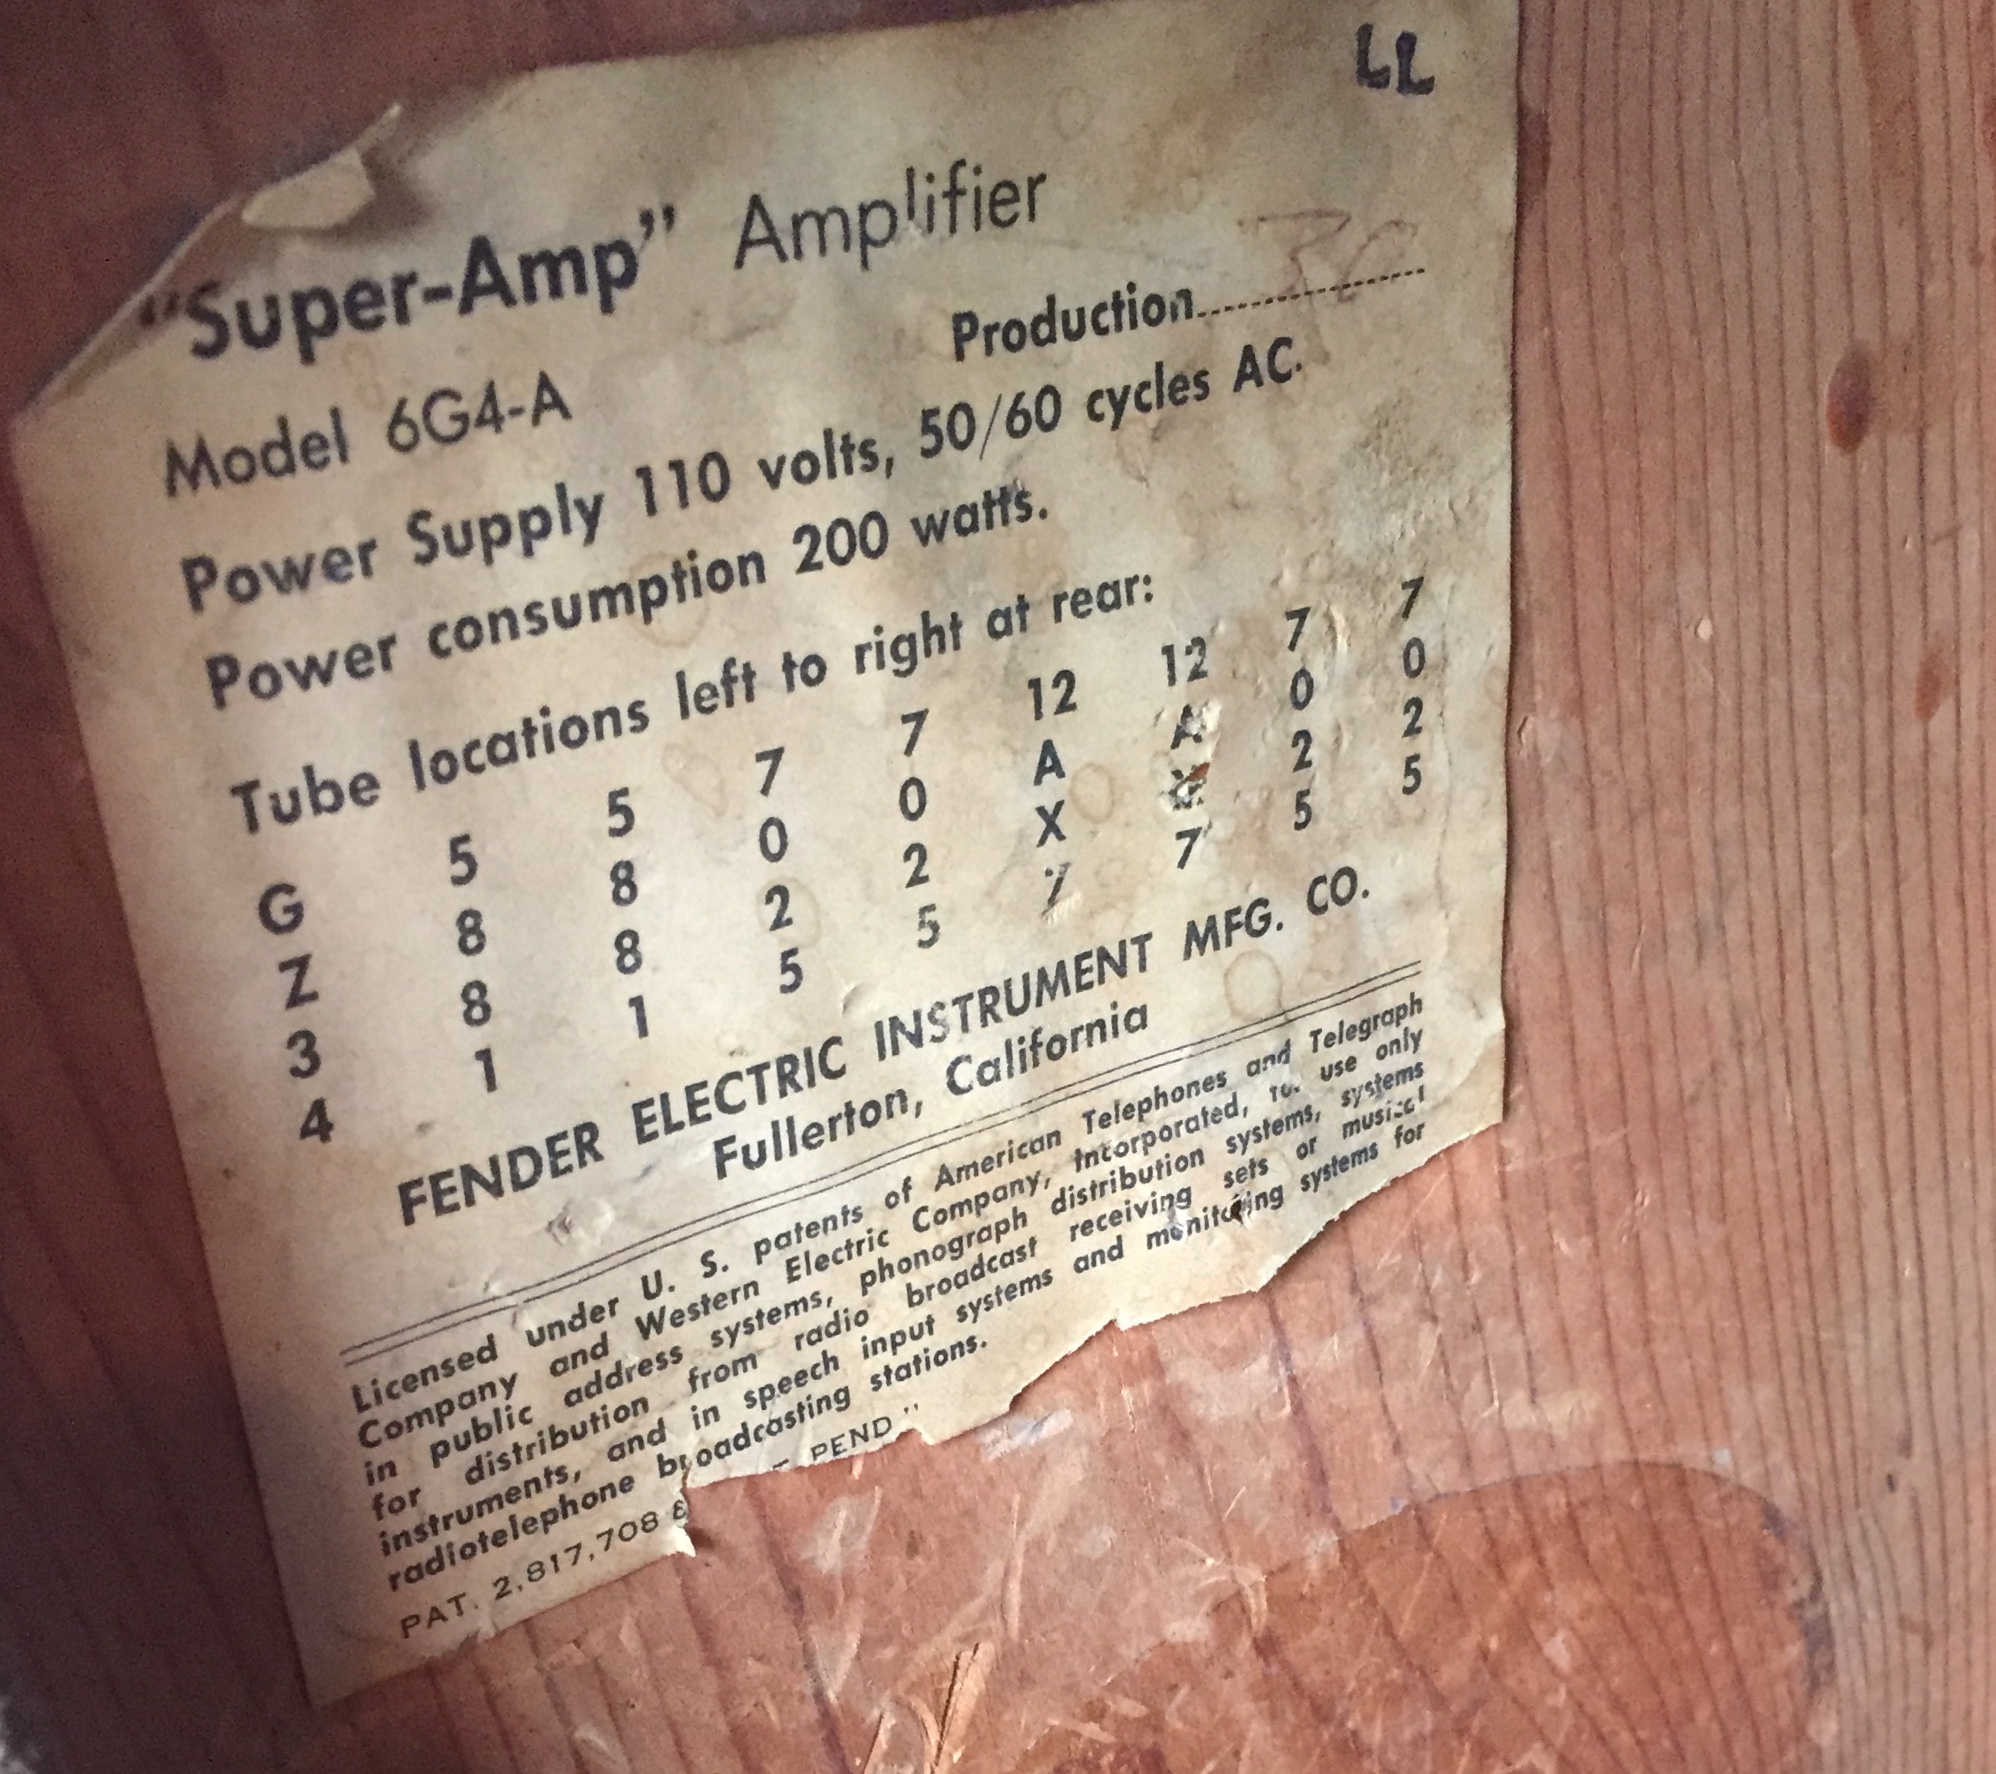 LL
"Super-Amp" Amplifier
Model 6G4-A Production
Power Supply 110 volts, 50/60 cycles AC.
Power consumption 200 watts.
Tube locations left to right at rear:
G 5 5 7 7 12 12 7 7
Z 8 8 0 0 A A 0 0
3 8 8 2 2 X 2 2
4 1 1 5 5 7 7 5 5
FENDER ELECTRIC INSTRUMENT MFG. CO.
Fullerton, California
Licensed under U. S. patents of American Telephones and Telegraph
Company and Western Electric Company, Incorporated, use only
in public address systems, phonograph distribution systems, systems
for distribution from radio broadcast receiving sets or musical
instruments, and in speech input systems and monitoring systems for
radiotelephone broadcasting stations.
PAT. 2,817,708 & PEND